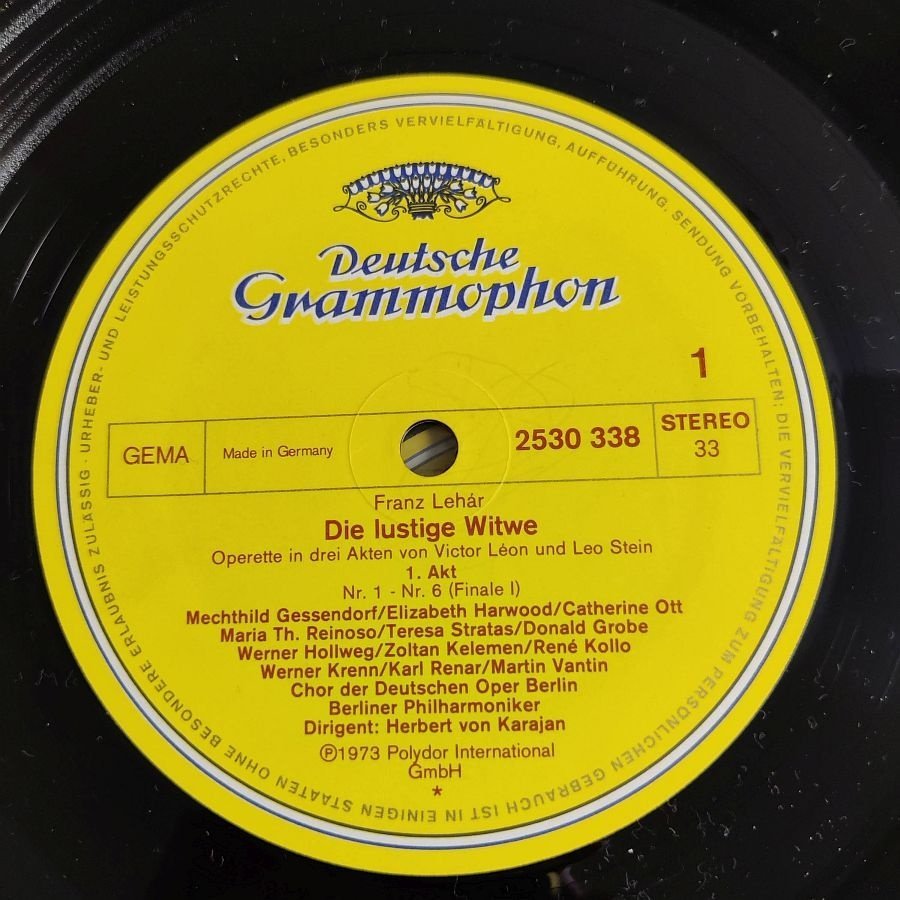 URHEBER- UND LEISTUNGSSCHUTZRECHTE, BESONDERS VERVIELFÄLTIGUNG, AUFFÜHRUNG, SENDUNG VORBEHALTEN; DIE VERVIELFÄLTIGUNG ZUM PERSÖNLICHEN GEBRAUCH IST IN EINIGEN STAATEN OHNE BESONDERE ERLAUBNIS ZULÄSSIG ·
Deutsche
Grammophon
1
GEMA Made in Germany 2530 338 STEREO
33
Franz Lehár
Die lustige Witwe
Operette in drei Akten von Victor Léon und Leo Stein
1. Akt
Nr. 1 - Nr. 6 (Finale I)
Mechthild Gessendorf/Elizabeth Harwood/Catherine Ott
Maria Th. Reinoso/Teresa Stratas/Donald Grobe
Werner Hollweg/Zoltan Kelemen/René Kollo
Werner Krenn/Karl Renar/Martin Vantin
Chor der Deutschen Oper Berlin
Berliner Philharmoniker
Dirigent: Herbert von Karajan
℗1973 Polydor International
GmbH
*